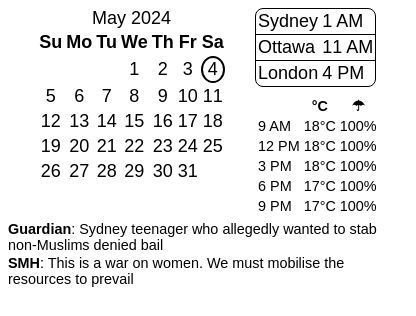 May 2024
Su Mo Tu We Th Fr Sa
1 2 3 4
5 6 7 8 9 10 11
12 13 14 15 16 17 18
19 20 21 22 23 24 25
26 27 28 29 30 31
Sydney 1 AM
Ottawa 11 AM
London 4 PM
°C ☂
9 AM 18°C 100%
12 PM 18°C 100%
3 PM 18°C 100%
6 PM 17°C 100%
9 PM 17°C 100%
Guardian: Sydney teenager who allegedly wanted to stab
non-Muslims denied bail
SMH: This is a war on women. We must mobilise the
resources to prevail